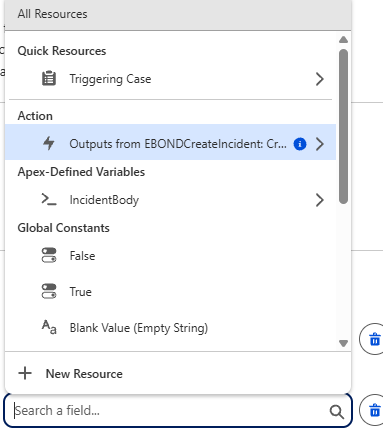 All Resources
Quick Resources
Triggering Case
Action
Outputs from EBONDCreateIncident: Cr...
Apex-Defined Variables
IncidentBody
Global Constants
False
True
Aa Blank Value (Empty String)
New Resource
Search a field...